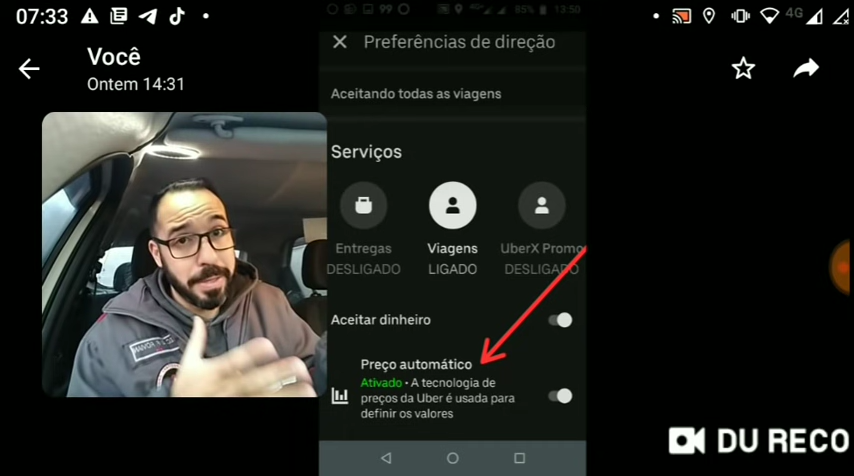 07:33
4G
Você
Ontem 14:31
99
85% 13:50
Preferências de direção
Aceitando todas as viagens
Serviços
Entregas
DESLIGADO
Viagens
LIGADO
UberX Promo
DESLIGADO
Aceitar dinheiro
Preço automático
Ativado • A tecnologia de
preços da Uber é usada para
definir os valores
DU RECO